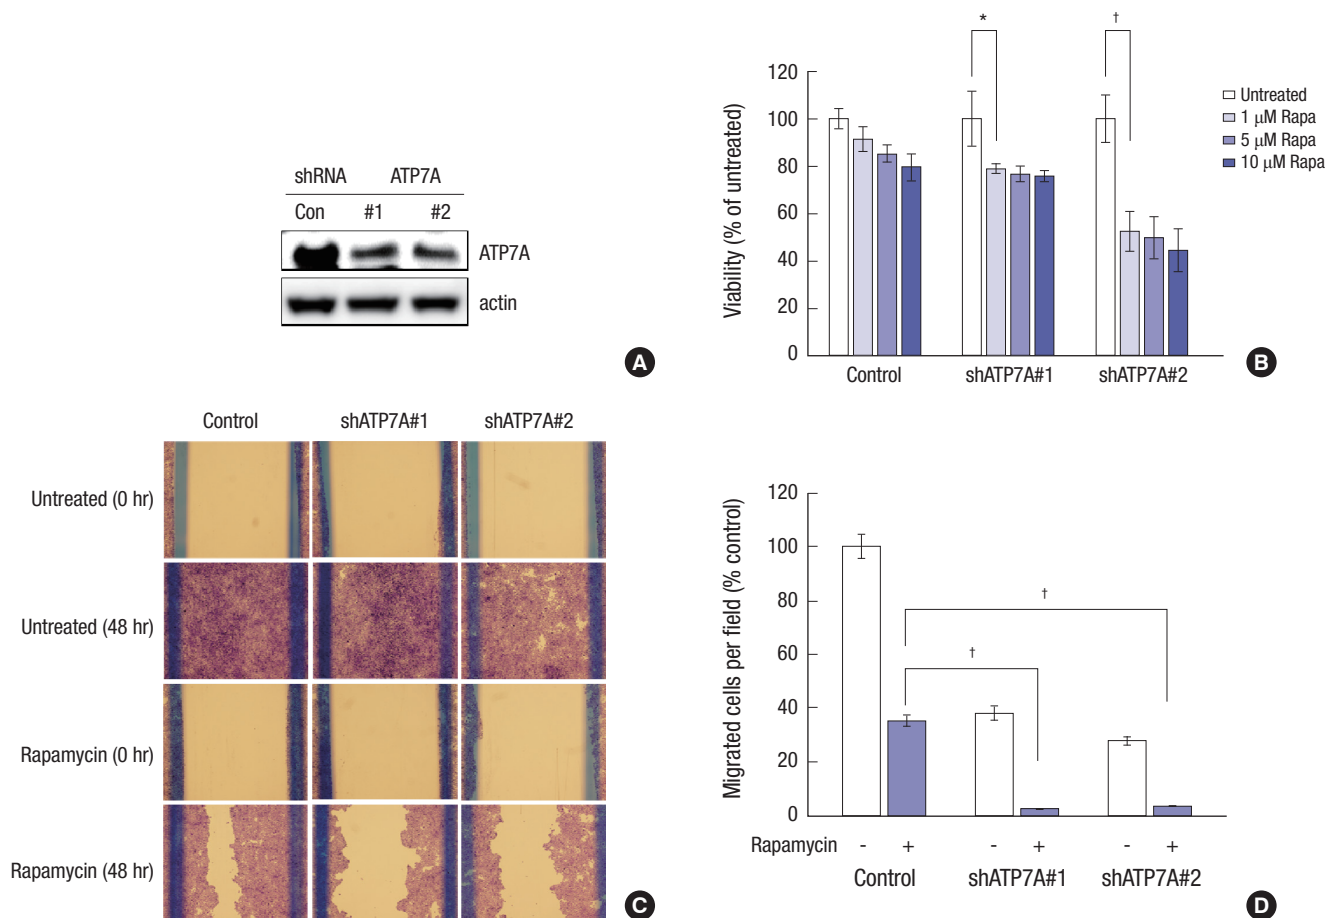 shRNA ATP7A
Con #1 #2
ATP7A
actin
A
Viability (% of untreated)
120
100
80
60
40
80
0
* †
Untreated
1 μM Rapa
5 μM Rapa
10 μM Rapa
Control shATP7A#1 shATP7A#2
B
Control shATP7A#1 shATP7A#2
Untreated (0 hr)
Untreated (48 hr)
Rapamycin (0 hr)
Rapamycin (48 hr)
C
Migrated cells per field (% control)
120
100
80
60
40
20
0
†
†
Rapamycin - + - + - +
Control shATP7A#1 shATP7A#2
D